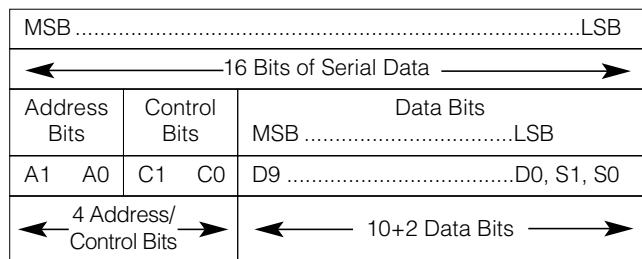 MSB ..............................................................................LSB
16 Bits of Serial Data
Address Bits
Control Bits
Data Bits
MSB ..................................LSB
A1 A0
C1 C0
D9 ...................................D0, S1, S0
4 Address/
Control Bits
10+2 Data Bits